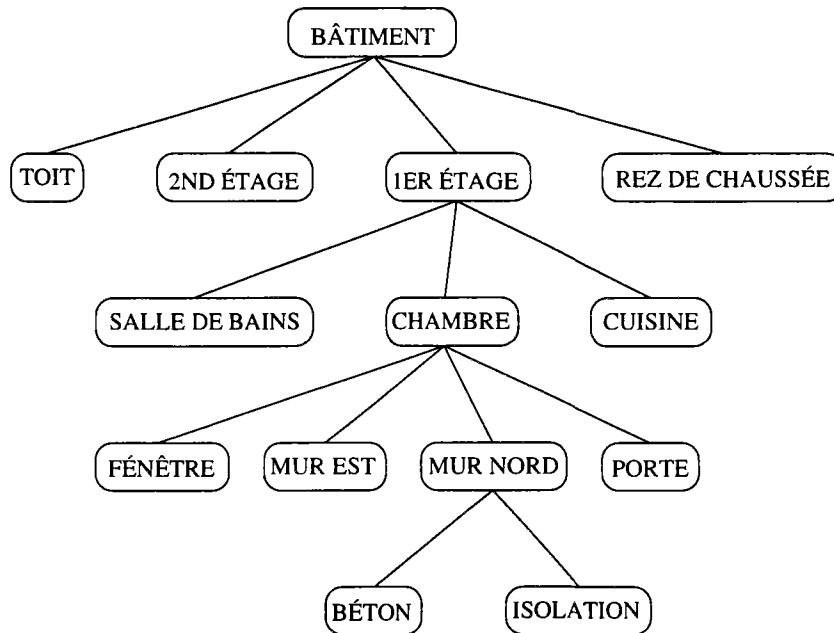 BÂTIMENT
TOIT
2ND ÉTAGE
1ER ÉTAGE
REZ DE CHAUSSÉE
SALLE DE BAINS
CHAMBRE
CUISINE
FÉNÊTRE
MUR EST
MUR NORD
PORTE
BÉTON
ISOLATION